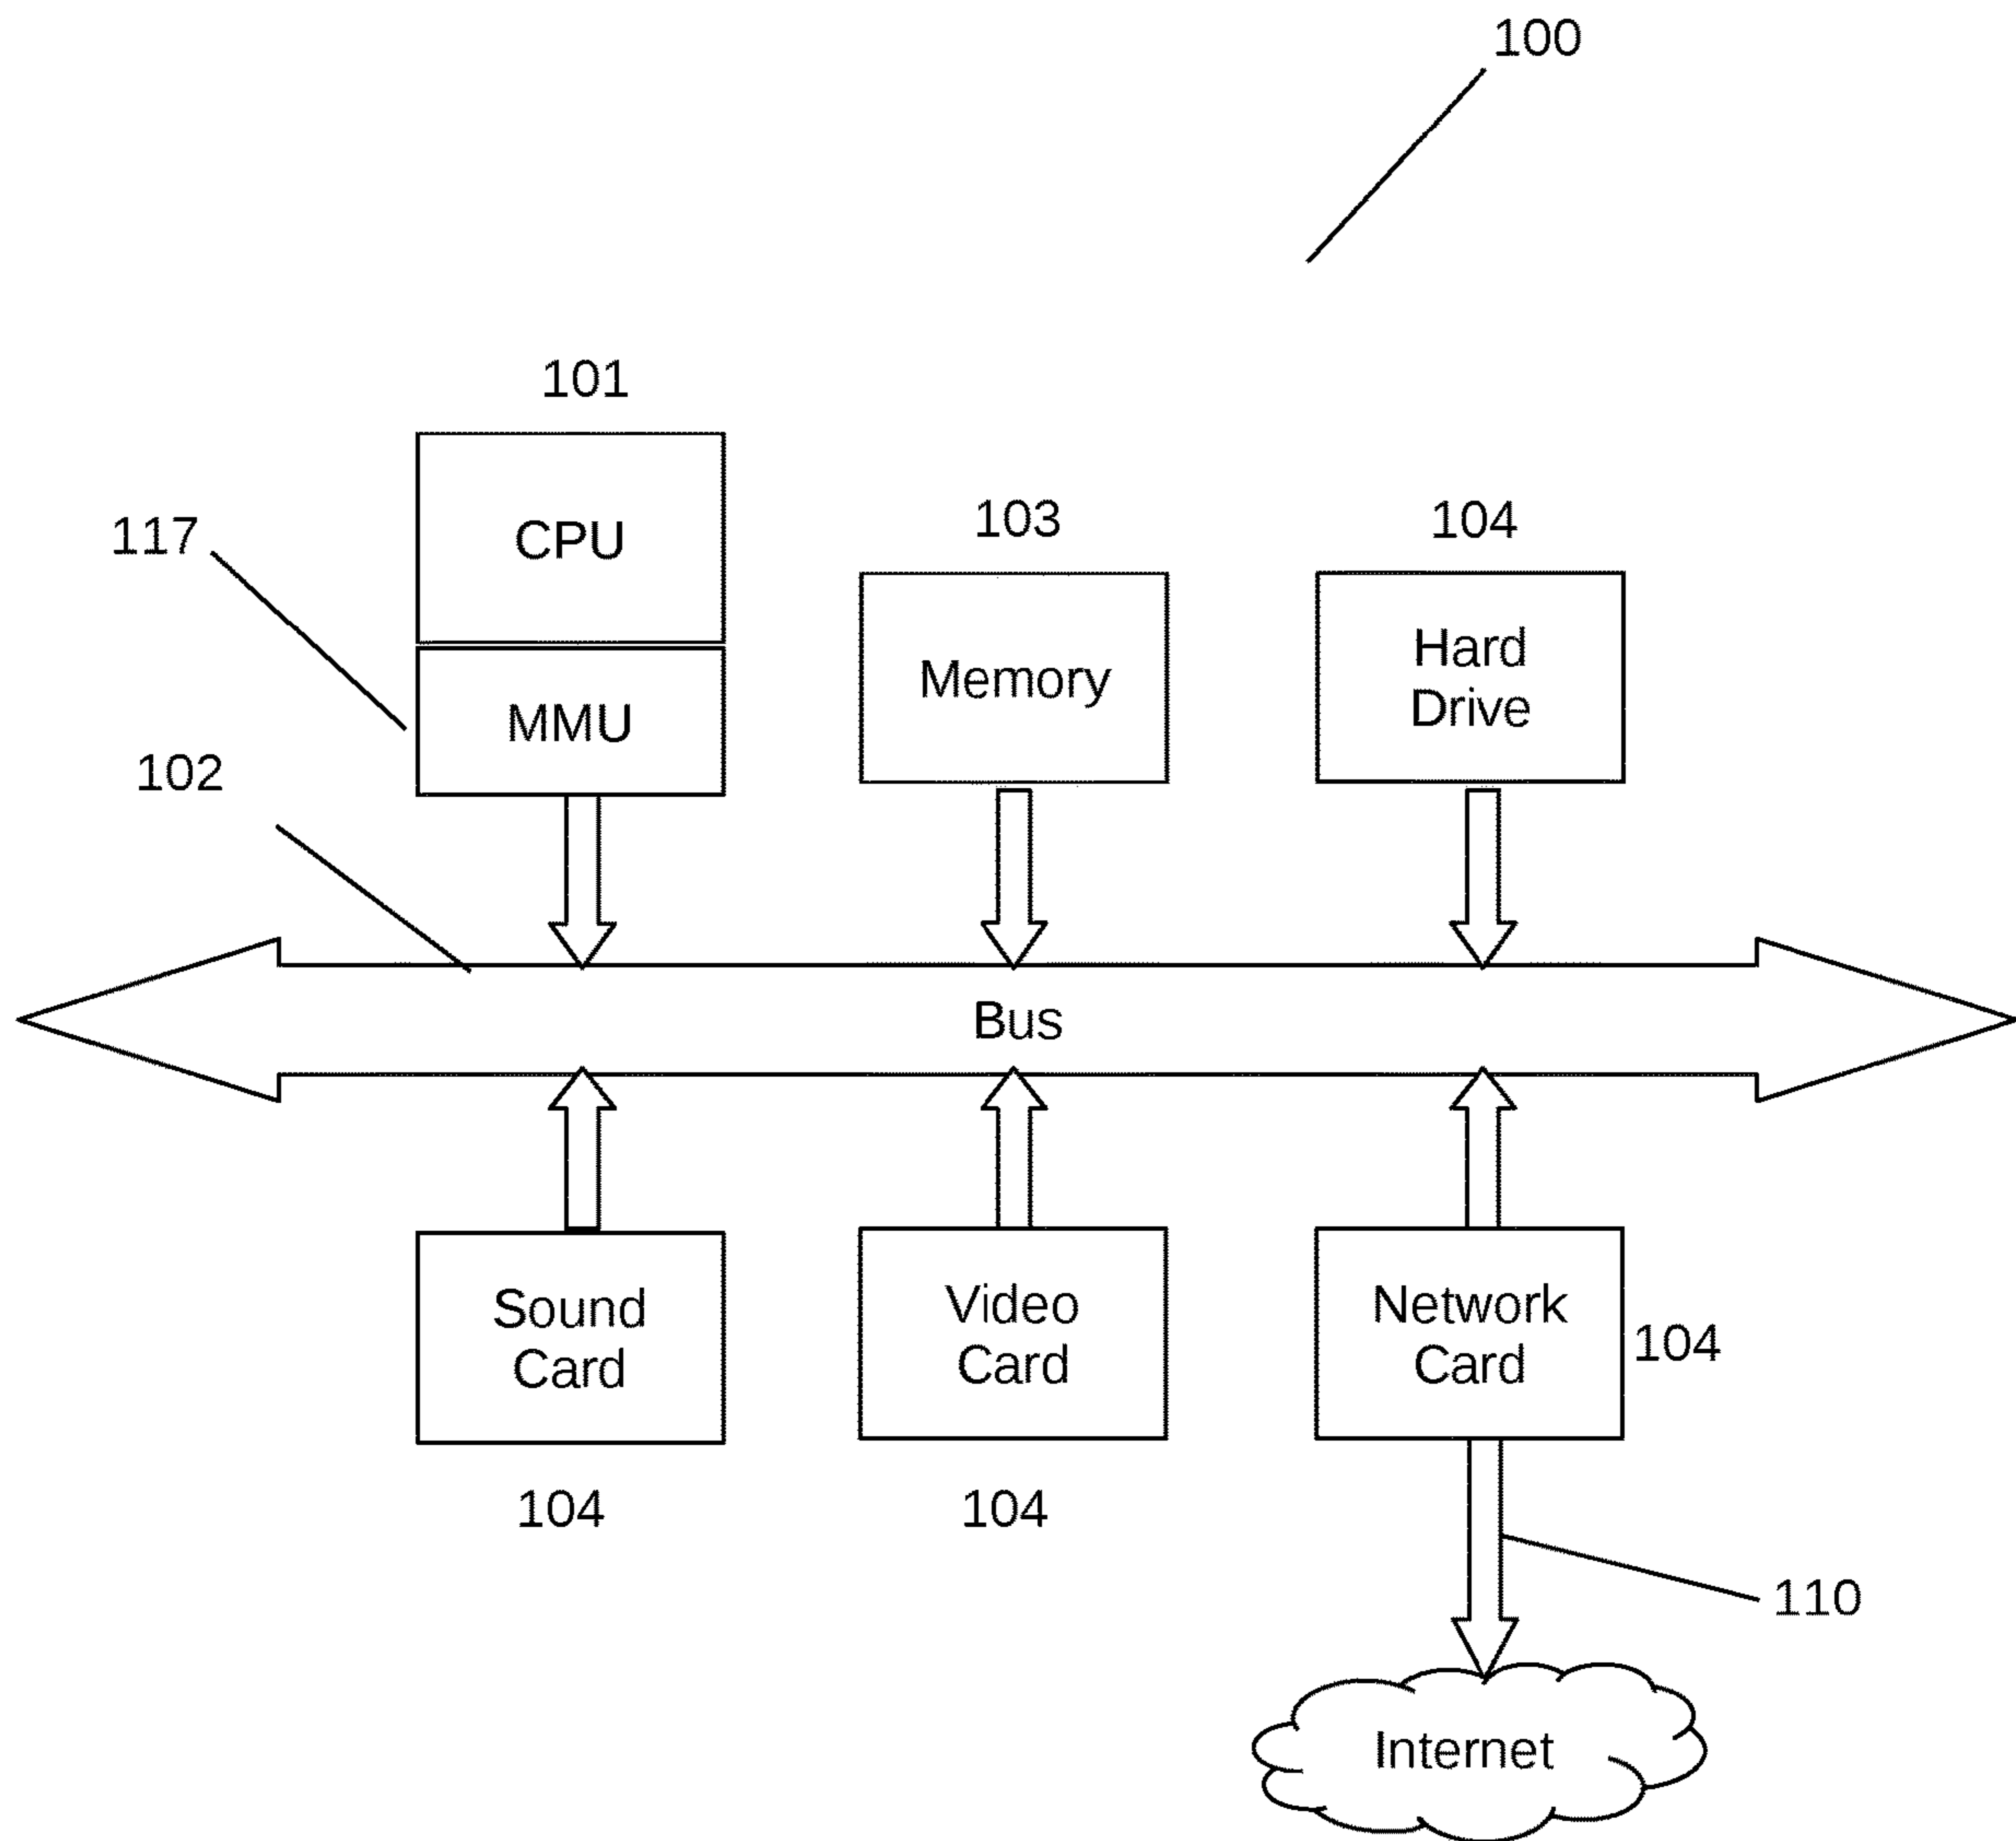 100
101
CPU
117
MMU
102
103
Memory
104
Hard
Drive
Bus
Sound
Card
104
Video
Card
104
Network
Card
104
110
Internet